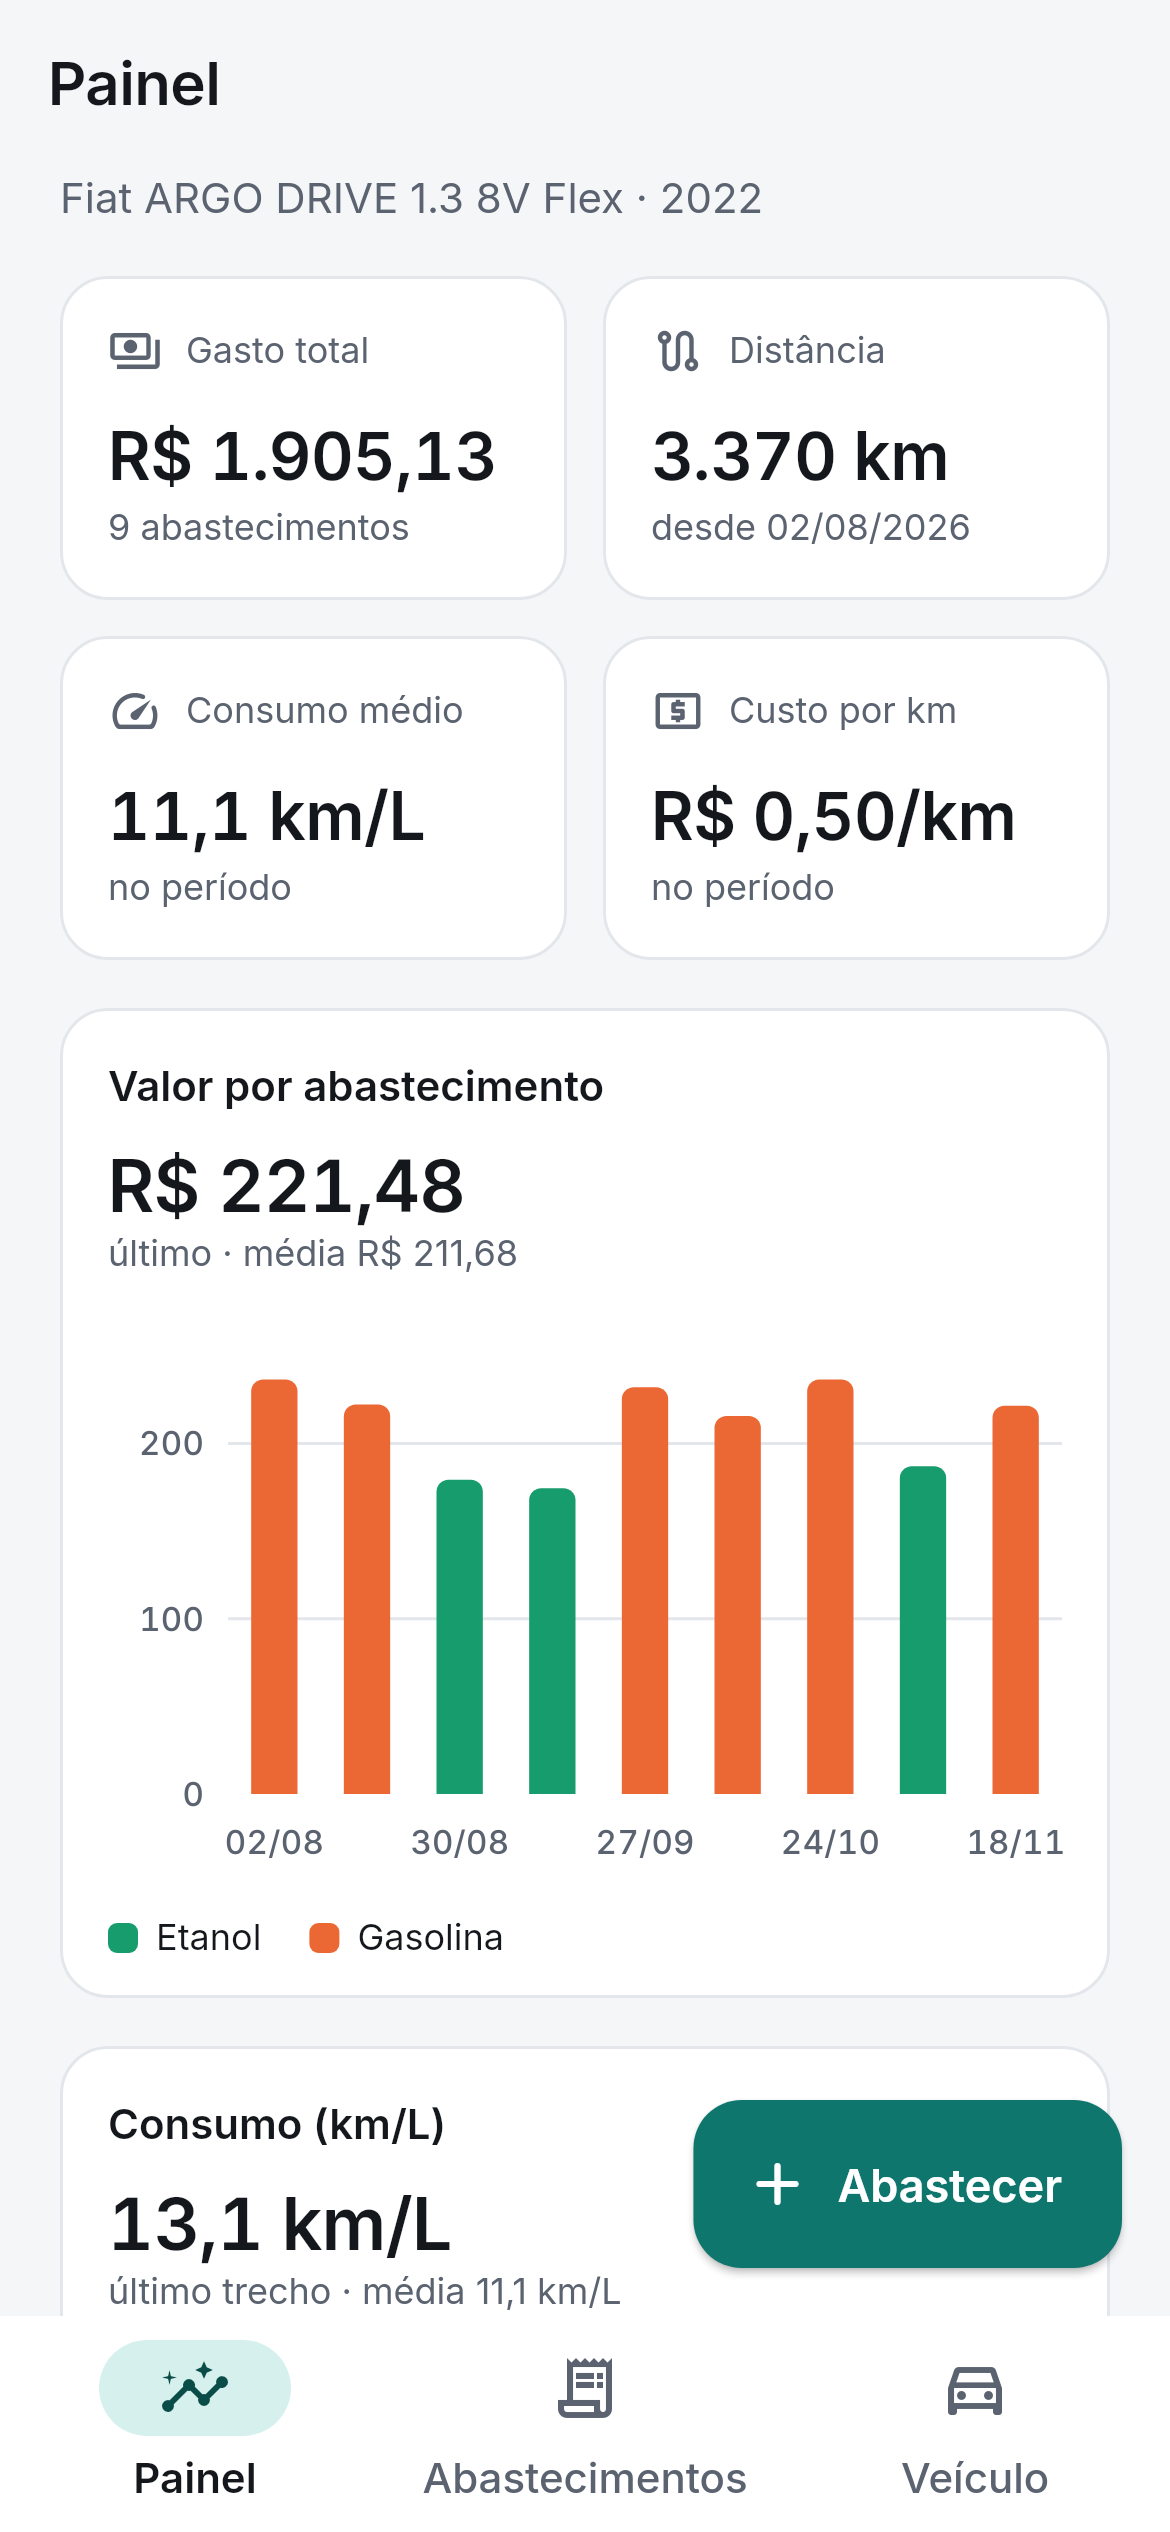 Painel
Fiat ARGO DRIVE 1.3 8V Flex · 2022
Gasto total
R$ 1.905,13
9 abastecimentos
Distância
3.370 km
desde 02/08/2026
Consumo médio
11,1 km/L
no período
Custo por km
R$ 0,50/km
no período
Valor por abastecimento
R$ 221,48
último · média R$ 211,68
200
100
0
02/08 30/08 27/09 24/10 18/11
Etanol Gasolina
Consumo (km/L)
13,1 km/L
último trecho · média 11,1 km/L
Abastecer
Painel Abastecimentos Veículo